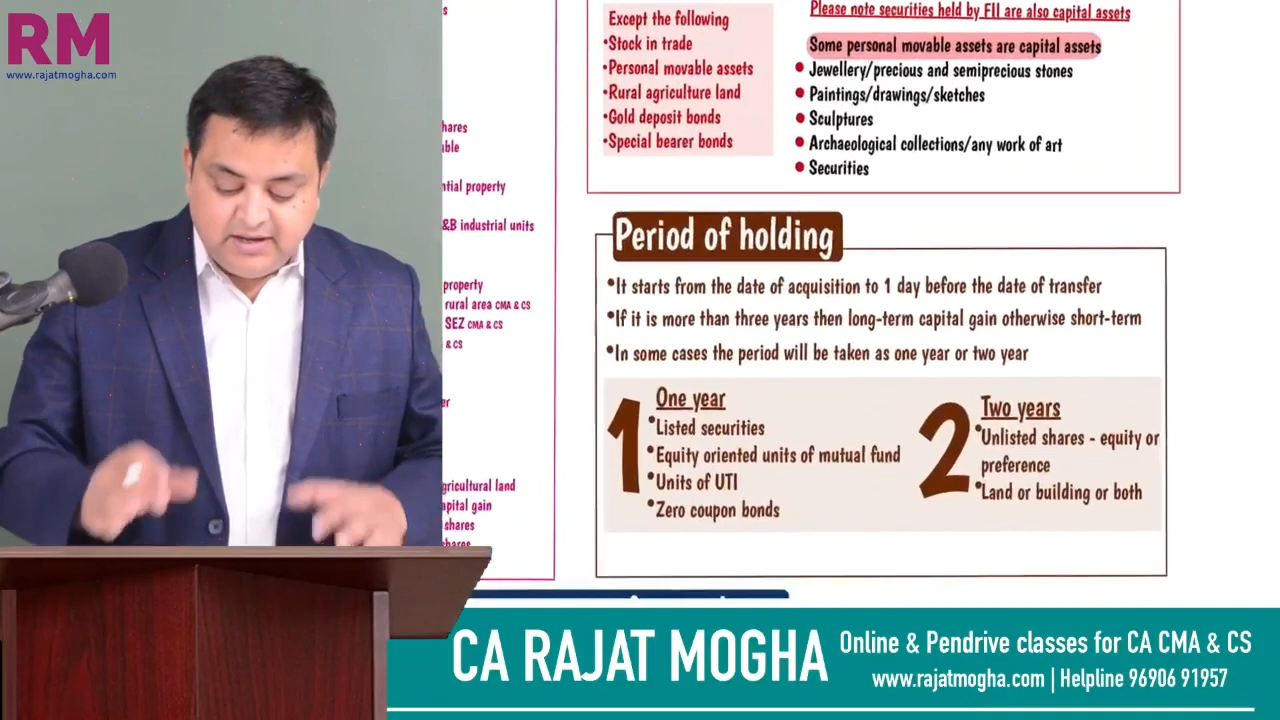 RM
www.rajatmogha.com
Except the following
•Stock in trade
•Personal movable assets
•Rural agriculture land
•Gold deposit bonds
•Special bearer bonds
Please note securities held by FII are also capital assets
Some personal movable assets are capital assets
• Jewellery/precious and semiprecious stones
• Paintings/drawings/sketches
• Sculptures
• Archaeological collections/any work of art
• Securities
property
&B industrial units
property
rural area CMA & CS
SEZ CMA & CS
& CS
land
gain
shares
Period of holding
•It starts from the date of acquisition to 1 day before the date of transfer
•If it is more than three years then long-term capital gain otherwise short-term
•In some cases the period will be taken as one year or two year
1
One year
•Listed securities
•Equity oriented units of mutual fund
•Units of UTI
•Zero coupon bonds
2
Two years
•Unlisted shares - equity or
preference
•Land or building or both
CA RAJAT MOGHA
Online & Pendrive classes for CA CMA & CS
www.rajatmogha.com | Helpline 96906 91957